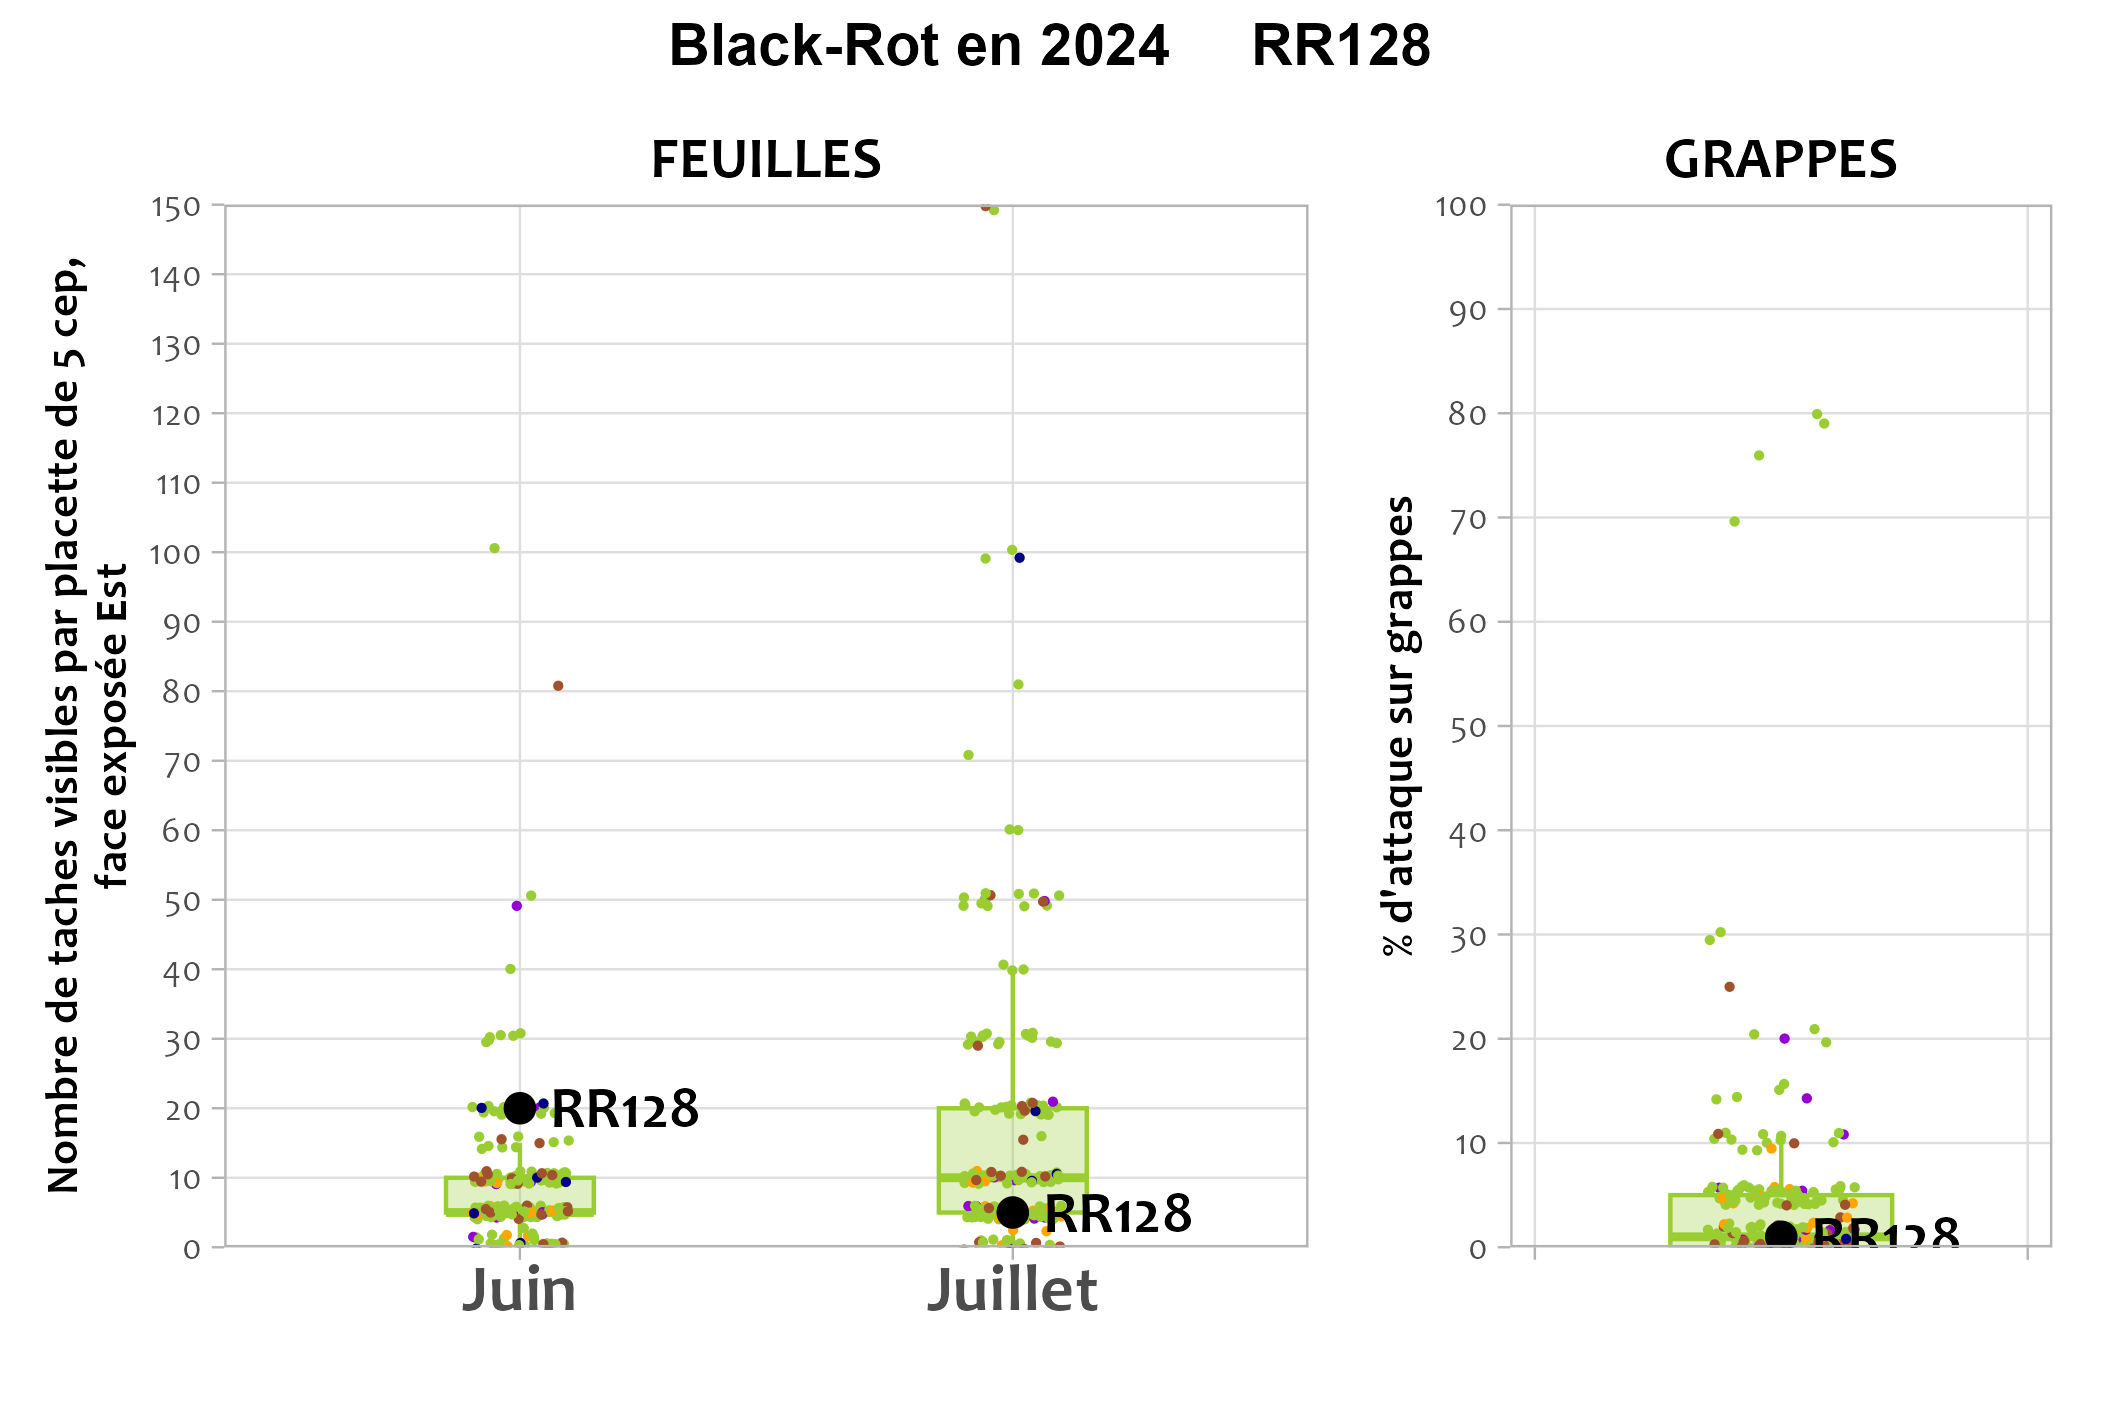 Black-Rot en 2024 RR128
FEUILLES
GRAPPES
Nombre de taches visibles par placette de 5 cep,
face exposée Est
150
140
130
120
110
100
90
80
70
60
50
40
30
20
10
0
RR128
RR128
Juin
Juillet
% d'attaque sur grappes
100
90
80
70
60
50
40
30
20
10
0
RR128